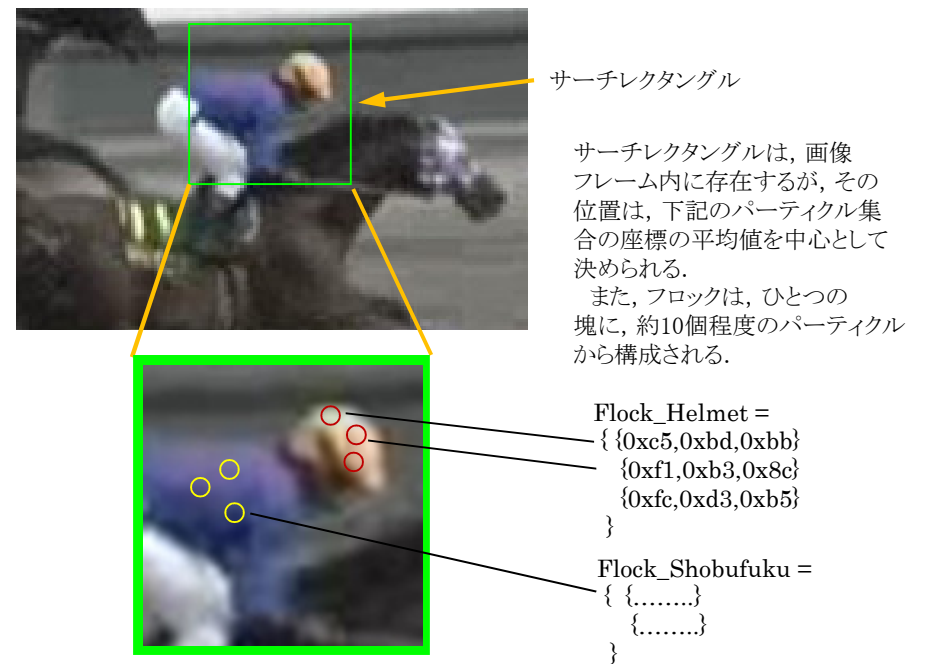 サーチレクタングル
サーチレクタングルは，画像
フレーム内に存在するが，その
位置は，下記のパーティクル集
合の座標の平均値を中心として
決められる．
また，フロックは，ひとつの
塊に，約10個程度のパーティクル
から構成される．
Flock_Helmet =
{ {0xc5,0xbd,0xbb}
{0xf1,0xb3,0x8c}
{0xfc,0xd3,0xb5}
}
Flock_Shobufuku =
{ {……..}
{……..}
}